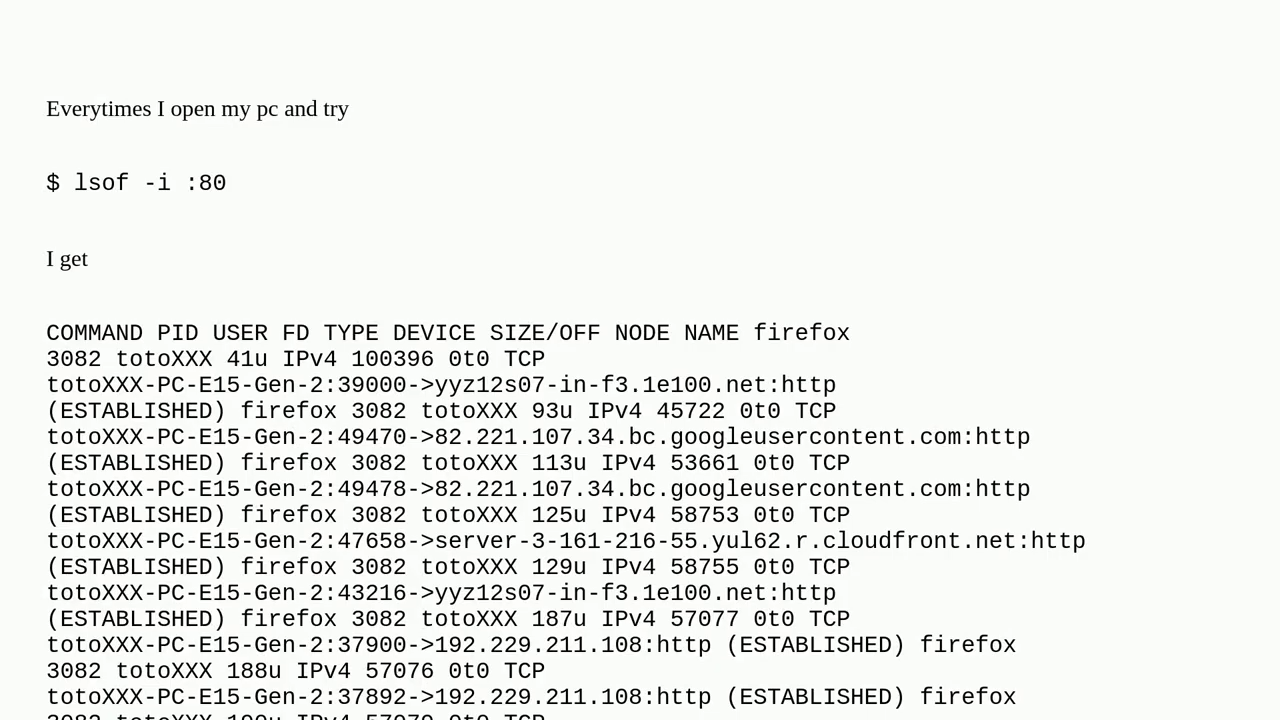 Everytimes I open my pc and try
$ lsof -i :80
I get
COMMAND PID USER FD TYPE DEVICE SIZE/OFF NODE NAME firefox
3082 totoXXX 41u IPv4 100396 0t0 TCP
totoXXX-PC-E15-Gen-2:39000->yyz12s07-in-f3.1e100.net:http
(ESTABLISHED) firefox 3082 totoXXX 93u IPv4 45722 0t0 TCP
totoXXX-PC-E15-Gen-2:49470->82.221.107.34.bc.googleusercontent.com:http
(ESTABLISHED) firefox 3082 totoXXX 113u IPv4 53661 0t0 TCP
totoXXX-PC-E15-Gen-2:49478->82.221.107.34.bc.googleusercontent.com:http
(ESTABLISHED) firefox 3082 totoXXX 125u IPv4 58753 0t0 TCP
totoXXX-PC-E15-Gen-2:47658->server-3-161-216-55.yul62.r.cloudfront.net:http
(ESTABLISHED) firefox 3082 totoXXX 129u IPv4 58755 0t0 TCP
totoXXX-PC-E15-Gen-2:43216->yyz12s07-in-f3.1e100.net:http
(ESTABLISHED) firefox 3082 totoXXX 187u IPv4 57077 0t0 TCP
totoXXX-PC-E15-Gen-2:37900->192.229.211.108:http (ESTABLISHED) firefox
3082 totoXXX 188u IPv4 57076 0t0 TCP
totoXXX-PC-E15-Gen-2:37892->192.229.211.108:http (ESTABLISHED) firefox